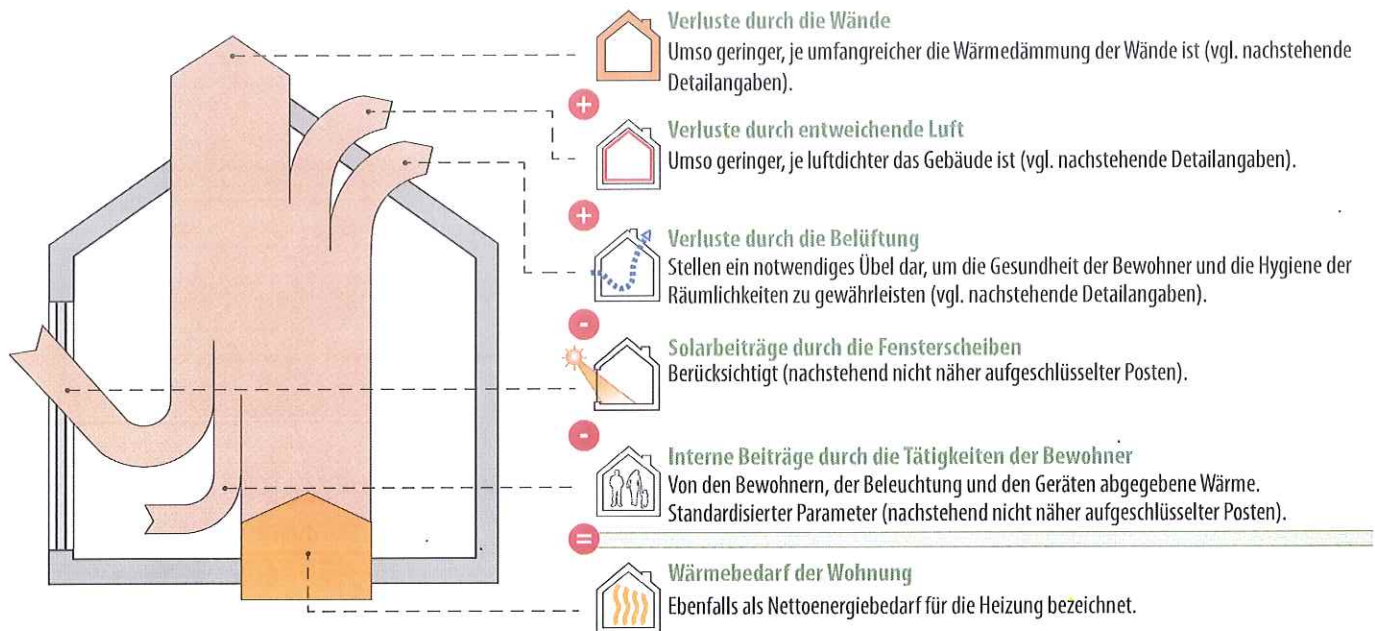 Verluste durch die Wände
Umso geringer, je umfangreicher die Wärmedämmung der Wände ist (vgl. nachstehende
Detailangaben).
+
Verluste durch entweichende Luft
Umso geringer, je luftdichter das Gebäude ist (vgl. nachstehende Detailangaben).
+
Verluste durch die Belüftung
Stellen ein notwendiges Übel dar, um die Gesundheit der Bewohner und die Hygiene der
Räumlichkeiten zu gewährleisten (vgl. nachstehende Detailangaben).
-
Solarbeiträge durch die Fensterscheiben
Berücksichtigt (nachstehend nicht näher aufgeschlüsselter Posten).
-
Interne Beiträge durch die Tätigkeiten der Bewohner
Von den Bewohnern, der Beleuchtung und den Geräten abgegebene Wärme.
Standardisierter Parameter (nachstehend nicht näher aufgeschlüsselter Posten).
=
Wärmebedarf der Wohnung
Ebenfalls als Nettoenergiebedarf für die Heizung bezeichnet.